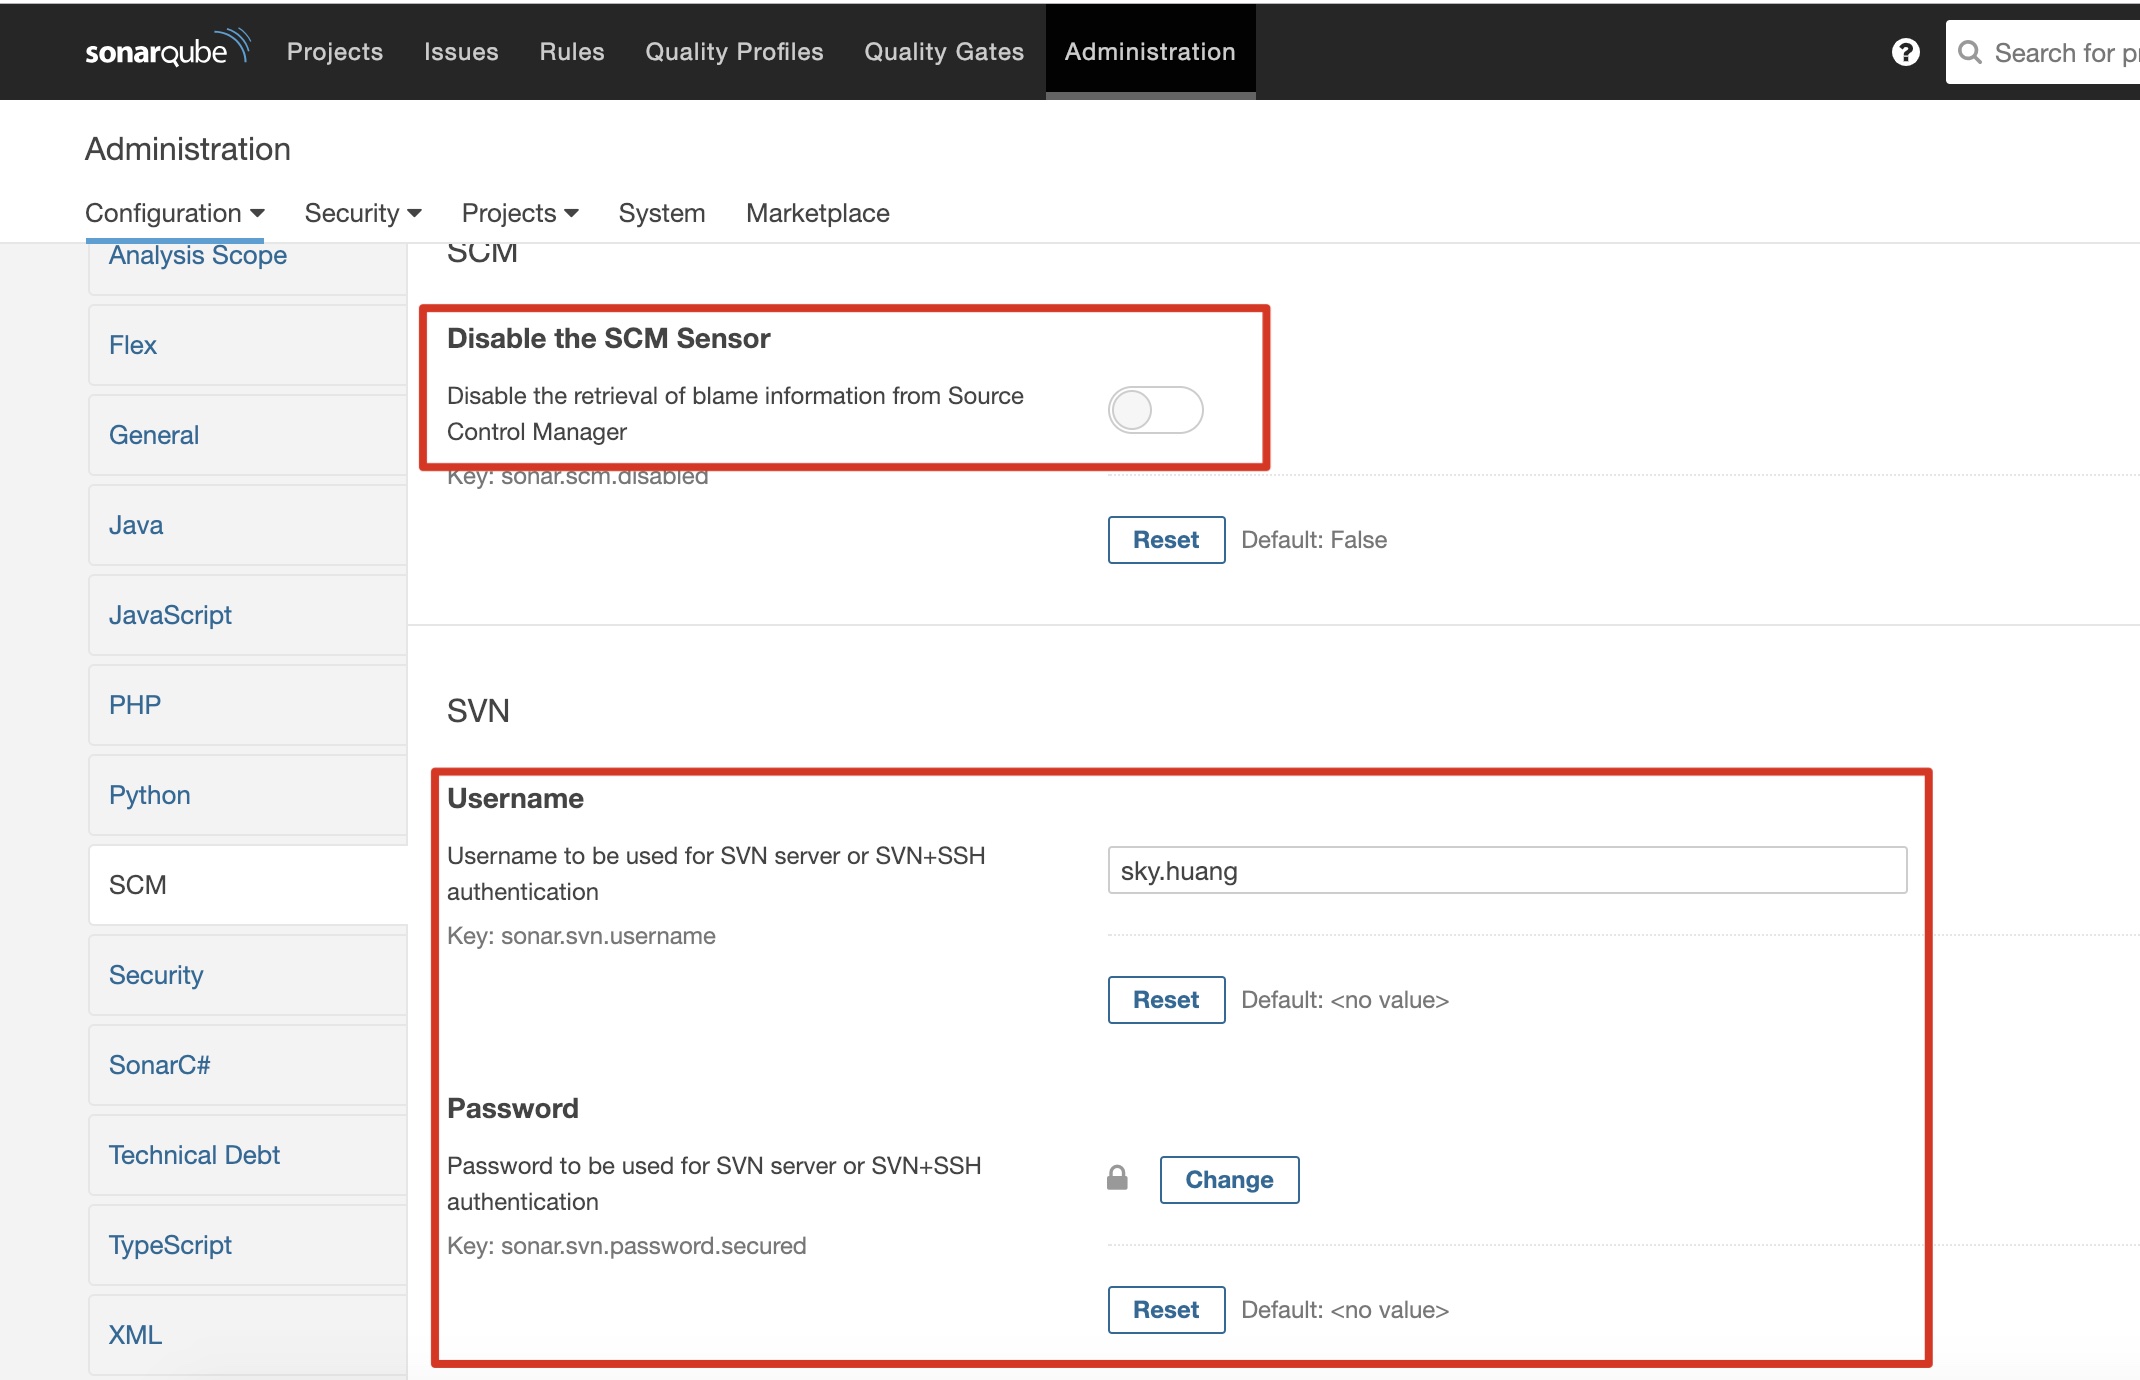 sonarqube Projects Issues Rules Quality Profiles Quality Gates Administration ? Search for pr
Administration
Configuration Security Projects System Marketplace
Analysis Scope
Flex
General
Java
JavaScript
PHP
Python
SCM
Security
SonarC#
Technical Debt
TypeScript
XML
SCM
Disable the SCM Sensor
Disable the retrieval of blame information from Source
Control Manager
Key: sonar.scm.disabled
Reset Default: False
SVN
Username
Username to be used for SVN server or SVN+SSH
authentication
Key: sonar.svn.username
sky.huang
Reset Default: <no value>
Password
Password to be used for SVN server or SVN+SSH
authentication
Key: sonar.svn.password.secured
Change
Reset Default: <no value>